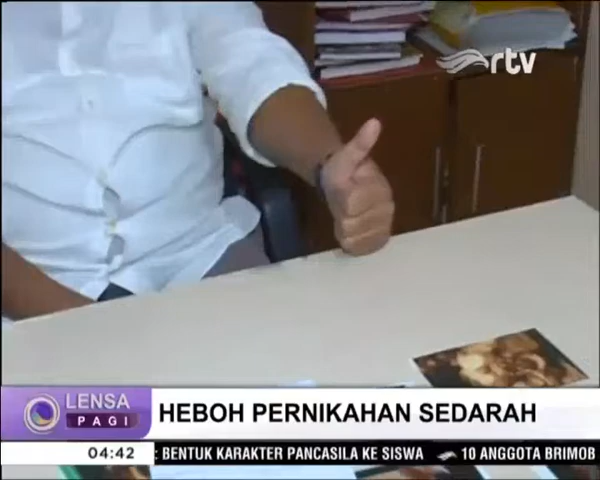 rtv
LENSA
PAGI
HEBOH PERNIKAHAN SEDARAH
04:42
BENTUK KARAKTER PANCASILA KE SISWA
10 ANGGOTA BRIMOB